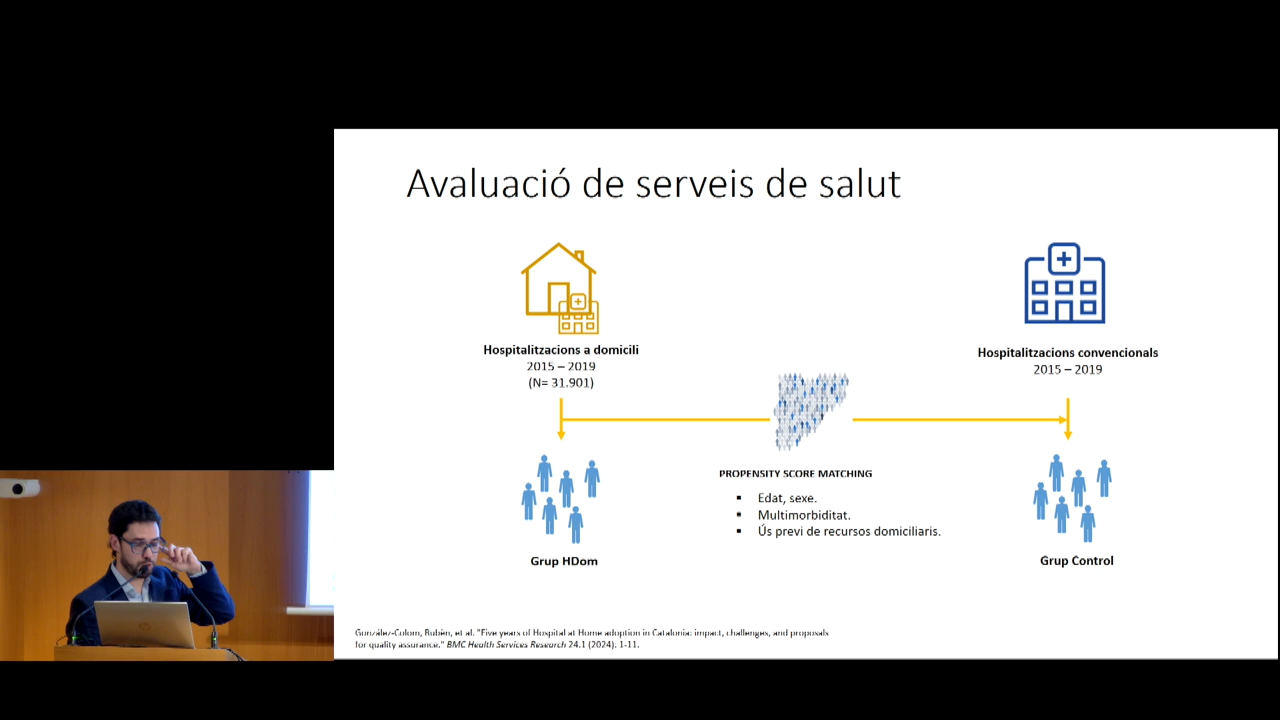 Avaluació de serveis de salut
Hospitalitzacions a domicili
2015 – 2019
(N= 31.901)
Hospitalitzacions convencionals
2015 – 2019
PROPENSITY SCORE MATCHING
▪ Edat, sexe.
▪ Multimorbiditat.
▪ Ús previ de recursos domiciliaris.
Grup HDom
Grup Control
González-Colom, Rubèn, et al. "Five years of Hospital at Home adoption in Catalonia: impact, challenges, and proposals
for quality assurance." BMC Health Services Research 24.1 (2024): 1-11.